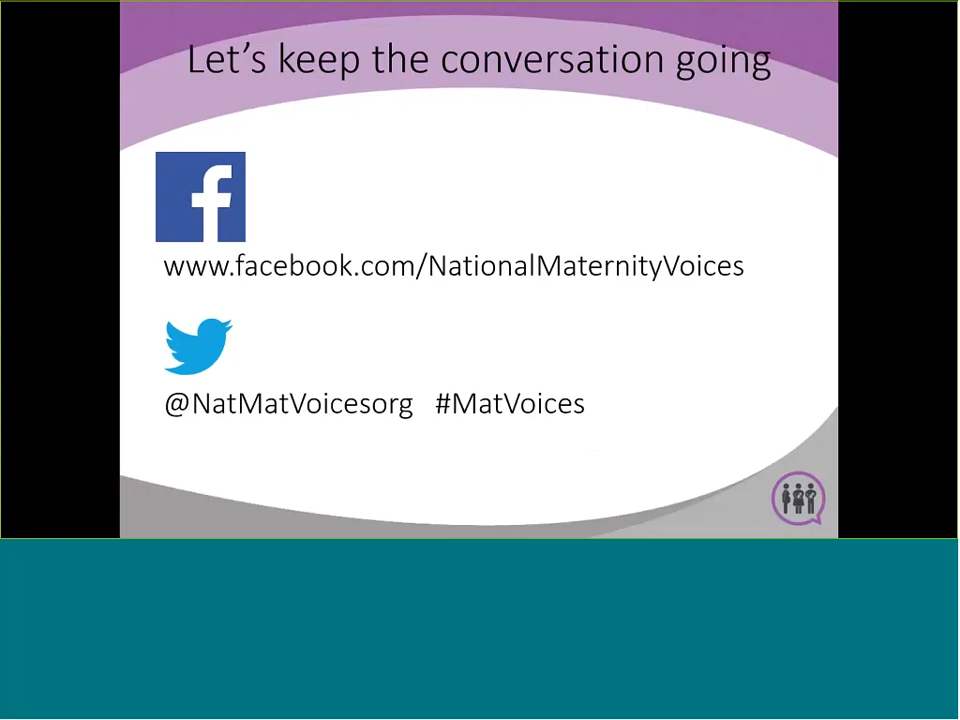 Let’s keep the conversation going
www.facebook.com/NationalMaternityVoices
@NatMatVoicesorg #MatVoices